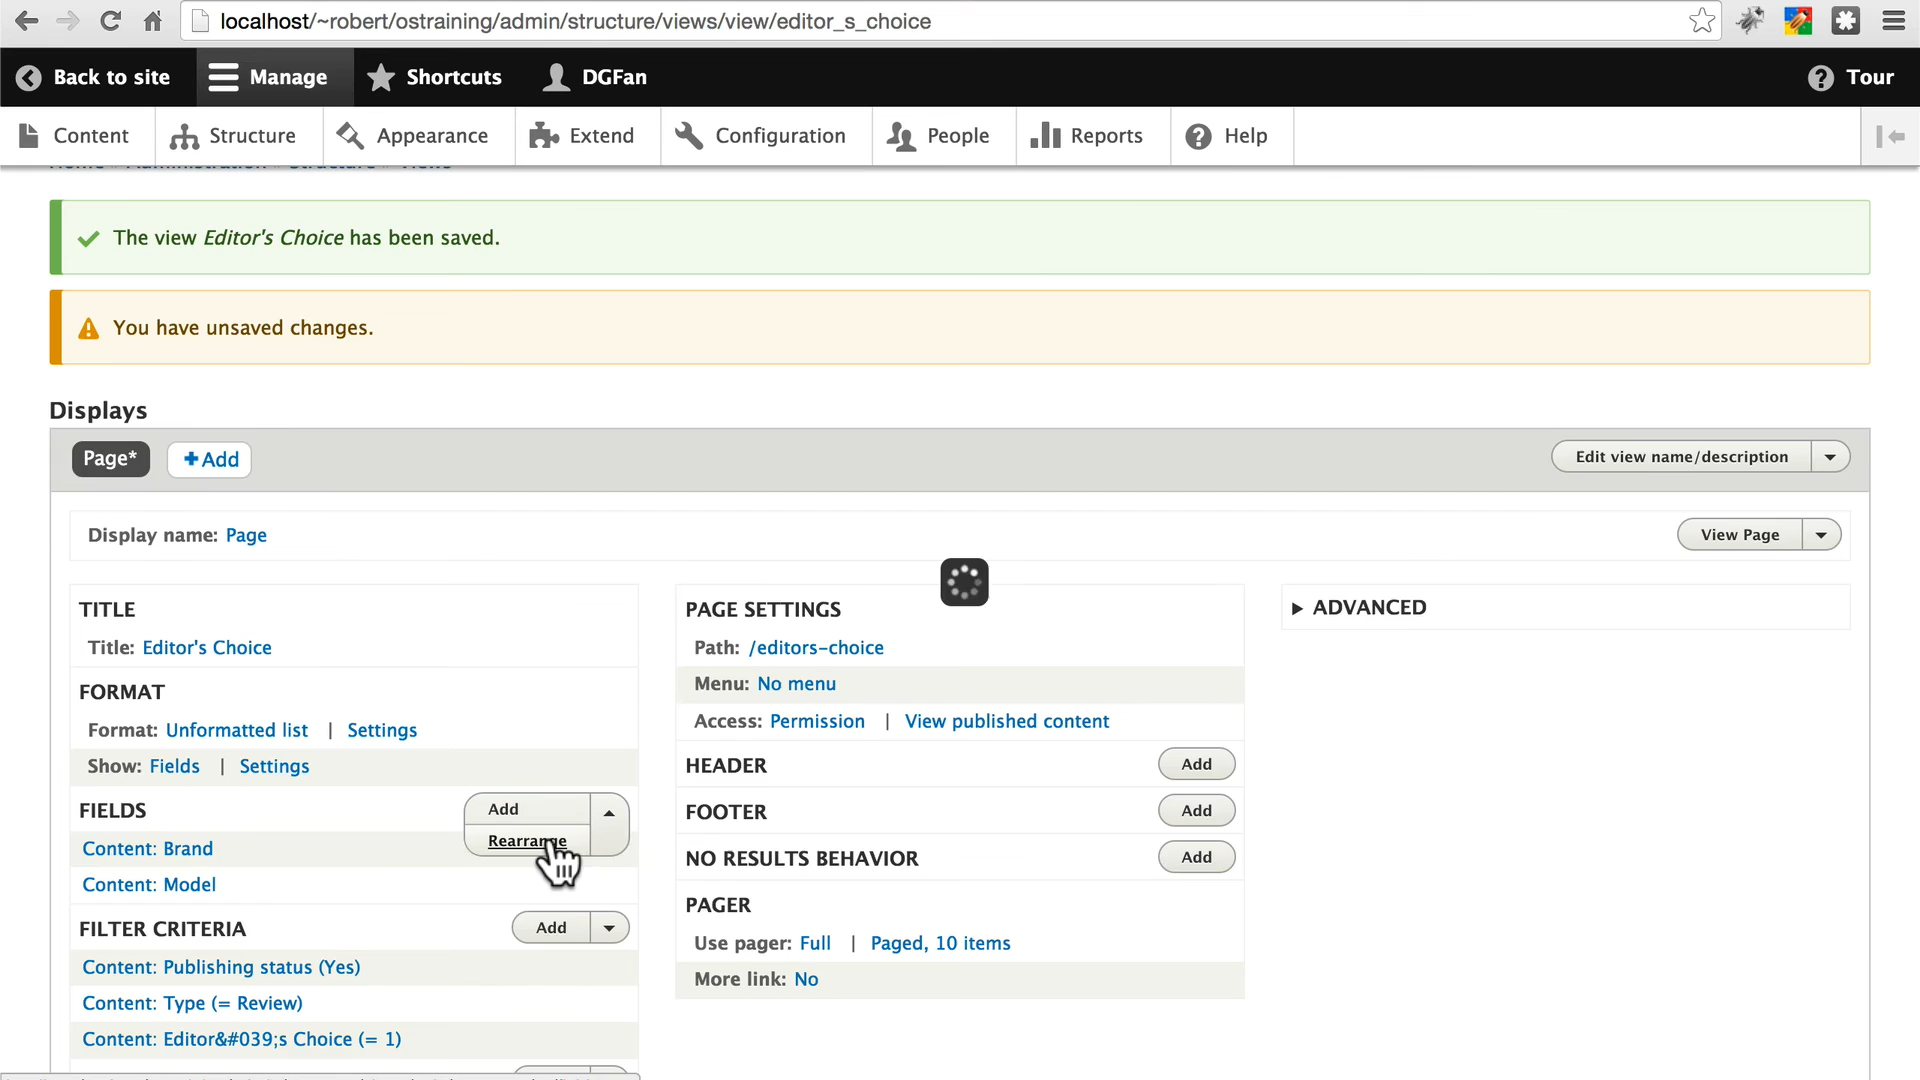 localhost/~robert/ostraining/admin/structure/views/view/editor_s_choice
Back to site
Manage
Shortcuts
DGFan
Tour
Content
Structure
Appearance
Extend
Configuration
People
Reports
Help
The view Editor's Choice has been saved.
You have unsaved changes.
Displays
Page*
+Add
Edit view name/description
Display name: Page
View Page
TITLE
Title: Editor's Choice
FORMAT
Format: Unformatted list | Settings
Show: Fields | Settings
FIELDS
Add
Rearrange
Content: Brand
Content: Model
FILTER CRITERIA
Add
Content: Publishing status (Yes)
Content: Type (= Review)
Content: Editor&#039;s Choice (= 1)
PAGE SETTINGS
Path: /editors-choice
Menu: No menu
Access: Permission | View published content
HEADER
Add
FOOTER
Add
NO RESULTS BEHAVIOR
Add
PAGER
Use pager: Full | Paged, 10 items
More link: No
ADVANCED